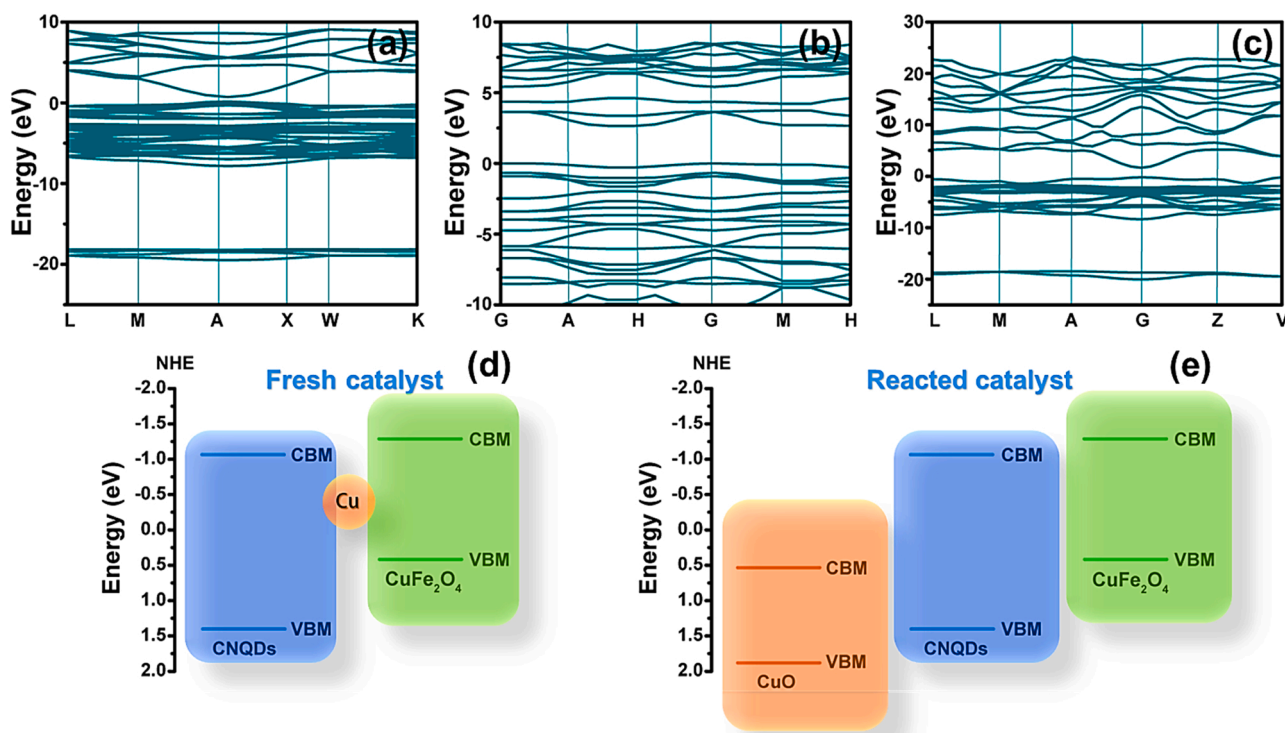 (a)
10
0
-10
-20
Energy (eV)
L M A X W K
(b)
10
5
0
-5
-10
Energy (eV)
G A H G M H
(c)
30
20
10
0
-10
-20
Energy (eV)
L M A G Z V
(d)
NHE
Fresh catalyst
-2.0
-1.5
-1.0
-0.5
0.0
0.5
1.0
1.5
2.0
Energy (eV)
CBM
VBM
CNQDs
Cu
CBM
VBM
CuFe₂O₄
(e)
NHE
Reacted catalyst
-2.0
-1.5
-1.0
-0.5
0.0
0.5
1.0
1.5
2.0
Energy (eV)
CBM
VBM
CuO
CBM
VBM
CNQDs
CBM
VBM
CuFe₂O₄